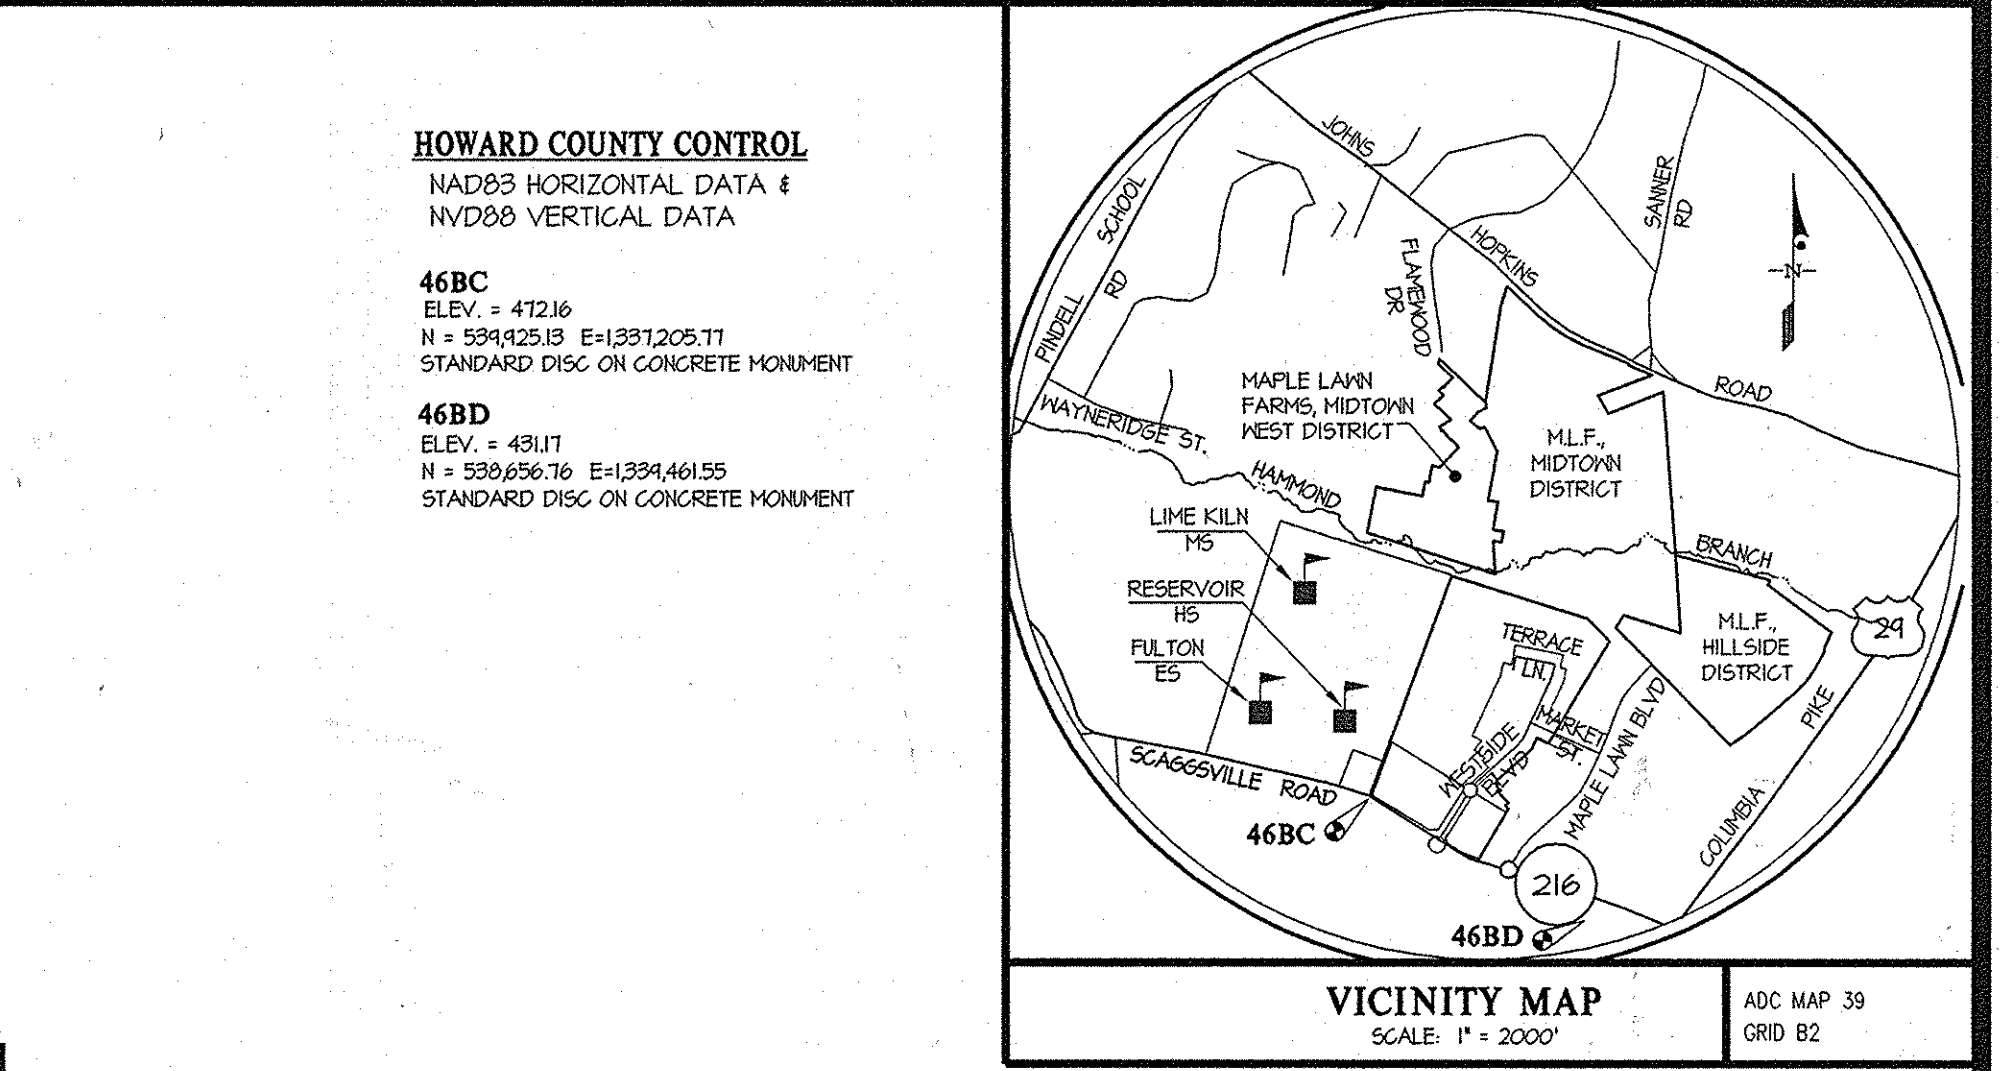 HOWARD COUNTY CONTROL
NAD83 HORIZONTAL DATA &
NVD88 VERTICAL DATA
46BC
ELEV. = 472.16
N = 539,925.13 E=1,337,205.77
STANDARD DISC ON CONCRETE MONUMENT
46BD
ELEV. = 431.17
N = 538,656.76 E=1,339,461.55
STANDARD DISC ON CONCRETE MONUMENT
JOHNS
HOPKINS
ROAD
SANNER
RD
PINDELL
SCHOOL
RD
FLAMEWOOD
DR
-N-
WAYNERIDGE ST.
MAPLE LAWN
FARMS, MIDTOWN
WEST DISTRICT
M.L.F.,
MIDTOWN
DISTRICT
HAMMOND
BRANCH
LIME KILN
MS
RESERVOIR
HS
FULTON
ES
TERRACE
LN.
M.L.F.,
HILLSIDE
DISTRICT
29
MARKET
ST.
WESTSIDE
BLVD
MAPLE LAWN BLVD
COLUMBIA
PIKE
SCAGGSVILLE ROAD
46BC
216
46BD
VICINITY MAP
SCALE: 1" = 2000'
ADC MAP 39
GRID B2